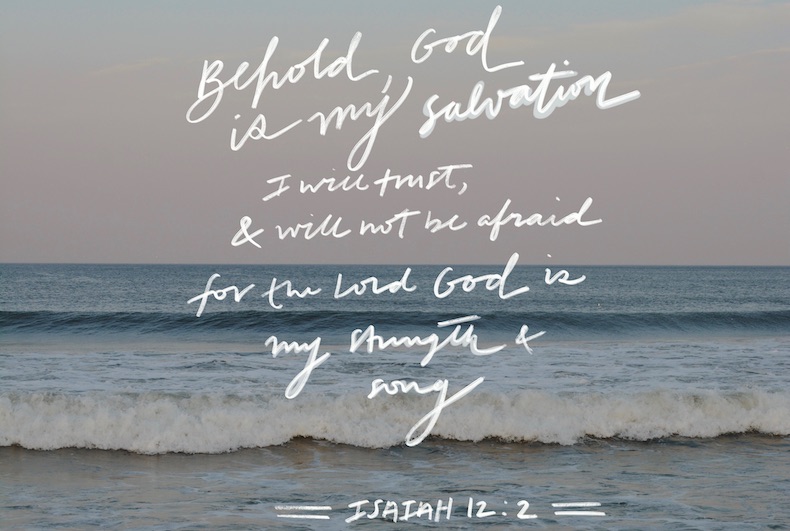 Behold, God
is my salvation
I will trust,
& will not be afraid
for the Lord God is
my strength &
song
ISAIAH 12:2